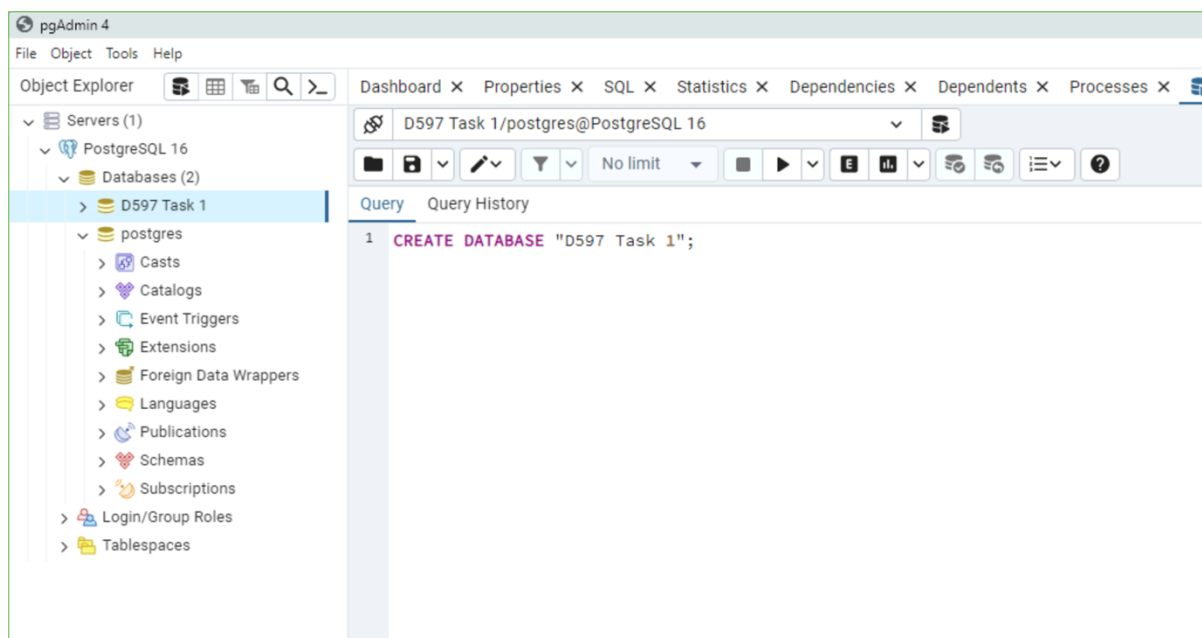 pgAdmin 4
File Object Tools Help
Object Explorer
Dashboard Properties SQL Statistics Dependencies Dependents Processes
Servers (1)
D597 Task 1/postgres@PostgreSQL 16
PostgreSQL 16
No limit
E
Databases (2)
D597 Task 1
Query Query History
postgres
1 CREATE DATABASE "D597 Task 1";
Casts
Catalogs
Event Triggers
Extensions
Foreign Data Wrappers
Languages
Publications
Schemas
Subscriptions
Login/Group Roles
Tablespaces